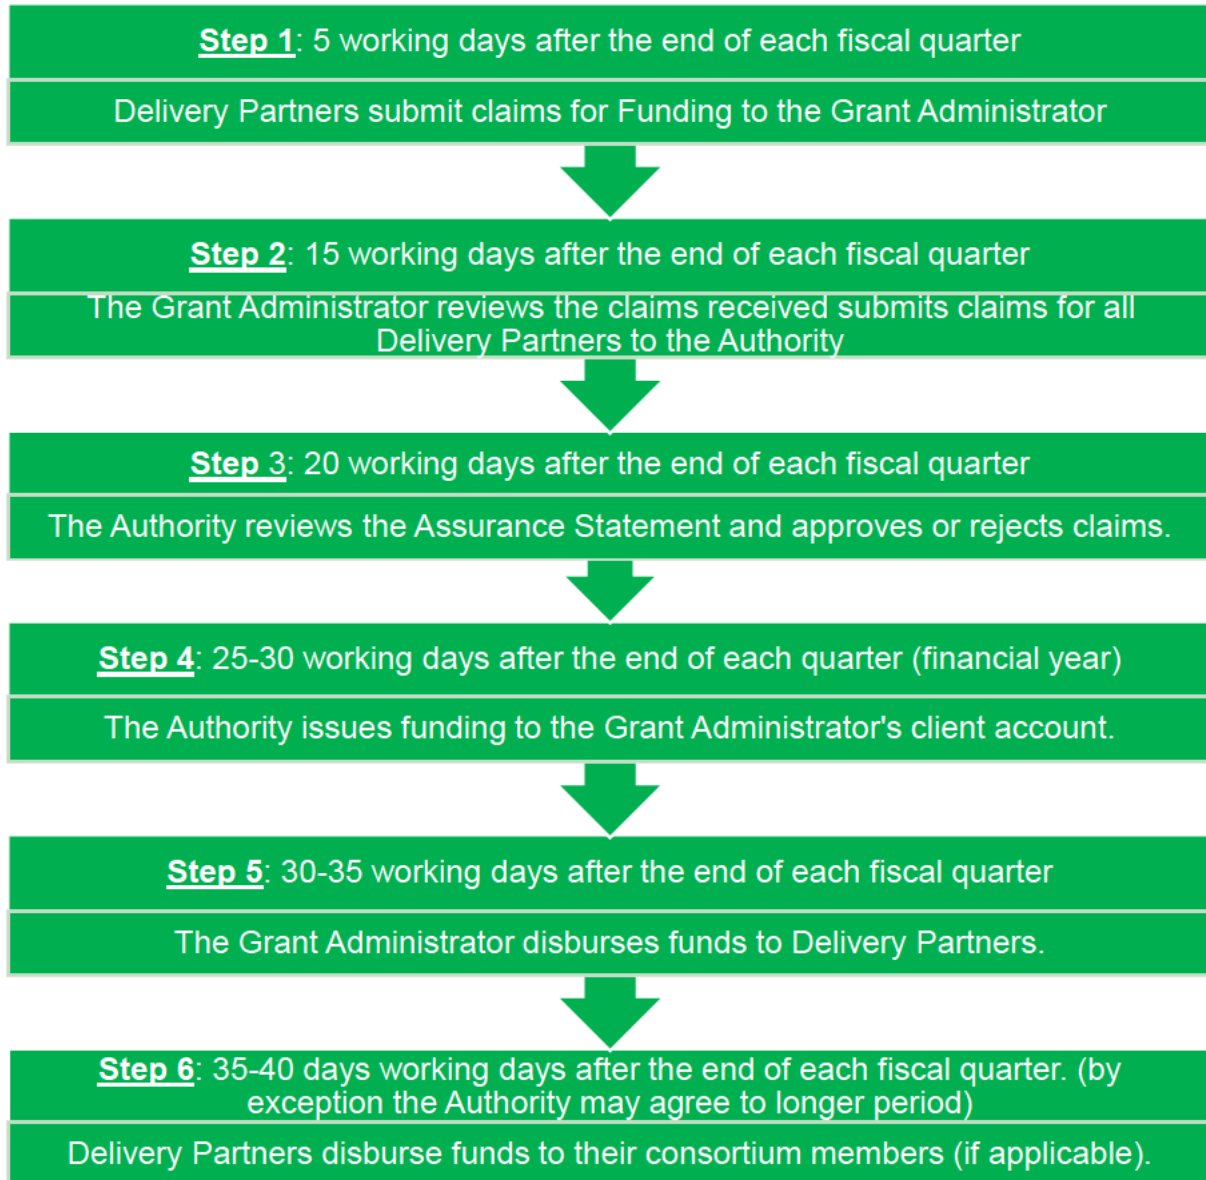 Step 1: 5 working days after the end of each fiscal quarter
Delivery Partners submit claims for Funding to the Grant Administrator
Step 2: 15 working days after the end of each fiscal quarter
The Grant Administrator reviews the claims received submits claims for all
Delivery Partners to the Authority
Step 3: 20 working days after the end of each fiscal quarter
The Authority reviews the Assurance Statement and approves or rejects claims.
Step 4: 25-30 working days after the end of each quarter (financial year)
The Authority issues funding to the Grant Administrator's client account.
Step 5: 30-35 working days after the end of each fiscal quarter
The Grant Administrator disburses funds to Delivery Partners.
Step 6: 35-40 days working days after the end of each fiscal quarter. (by
exception the Authority may agree to longer period)
Delivery Partners disburse funds to their consortium members (if applicable).